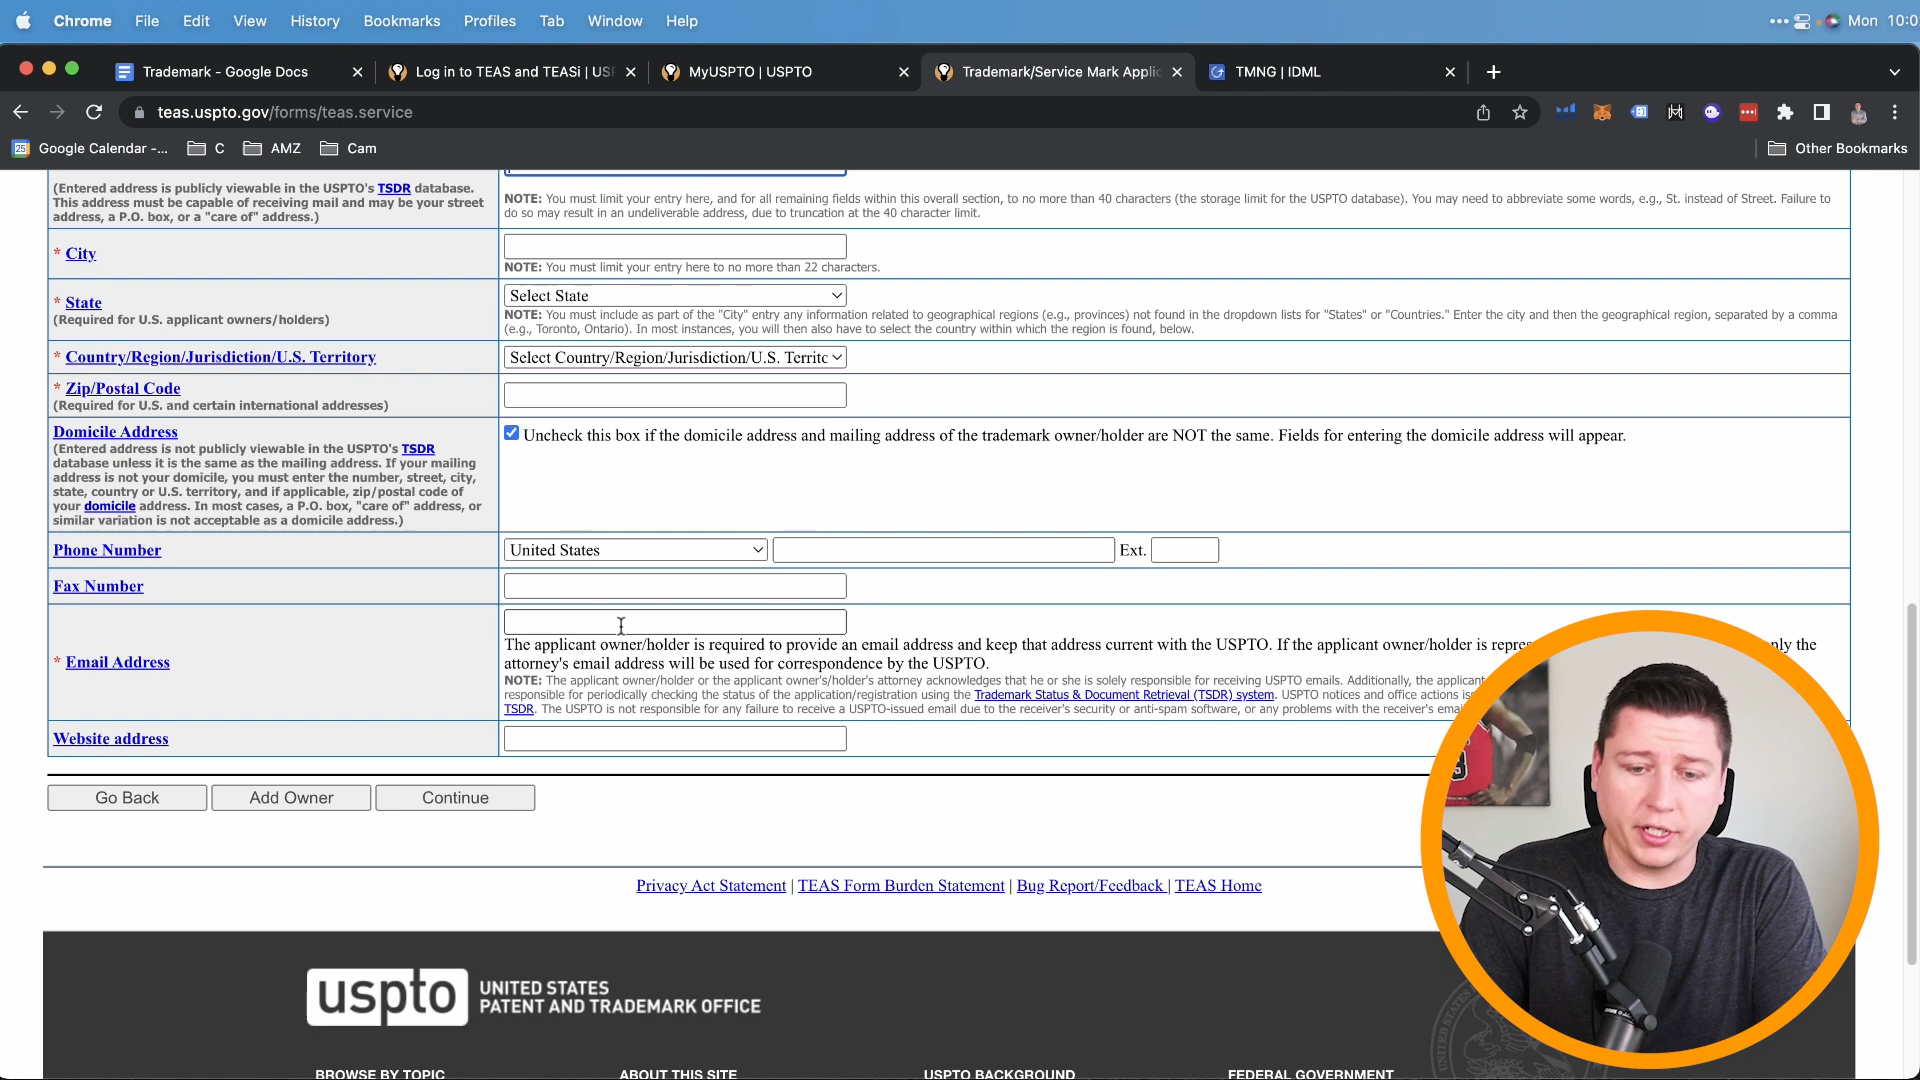 Chrome File Edit View History Bookmarks Profiles Tab Window Help
Mon 10:0
Trademark - Google Docs
Log in to TEAS and TEASi | US
MyUSPTO | USPTO
Trademark/Service Mark Applic
TMNG | IDML
teas.uspto.gov/forms/teas.service
Google Calendar -...
C
AMZ
Cam
Other Bookmarks
(Entered address is publicly viewable in the USPTO's TSDR database.
This address must be capable of receiving mail and may be your street
address, a P.O. box, or a "care of" address.)
NOTE: You must limit your entry here, and for all remaining fields within this overall section, to no more than 40 characters (the storage limit for the USPTO database). You may need to abbreviate some words, e.g., St. instead of Street. Failure to
do so may result in an undeliverable address, due to truncation at the 40 character limit.
* City
NOTE: You must limit your entry here to no more than 22 characters.
* State
(Required for U.S. applicant owners/holders)
Select State
NOTE: You must include as part of the "City" entry any information related to geographical regions (e.g., provinces) not found in the dropdown lists for "States" or "Countries." Enter the city and then the geographical region, separated by a comma
(e.g., Toronto, Ontario). In most instances, you will then also have to select the country within which the region is found, below.
* Country/Region/Jurisdiction/U.S. Territory
Select Country/Region/Jurisdiction/U.S. Territo
* Zip/Postal Code
(Required for U.S. and certain international addresses)
Domicile Address
(Entered address is not publicly viewable in the USPTO's TSDR
database unless it is the same as the mailing address. If your mailing
address is not your domicile, you must enter the number, street, city,
state, country or U.S. territory, and if applicable, zip/postal code of
your domicile address. In most cases, a P.O. box, "care of" address, or
similar variation is not acceptable as a domicile address.)
Uncheck this box if the domicile address and mailing address of the trademark owner/holder are NOT the same. Fields for entering the domicile address will appear.
Phone Number
United States
Ext.
Fax Number
* Email Address
The applicant owner/holder is required to provide an email address and keep that address current with the USPTO. If the applicant owner/holder is repres
nly the
attorney's email address will be used for correspondence by the USPTO.
NOTE: The applicant owner/holder or the applicant owner's/holder's attorney acknowledges that he or she is solely responsible for receiving USPTO emails. Additionally, the applicant
responsible for periodically checking the status of the application/registration using the Trademark Status & Document Retrieval (TSDR) system. USPTO notices and office actions is
TSDR. The USPTO is not responsible for any failure to receive a USPTO-issued email due to the receiver's security or anti-spam software, or any problems with the receiver's emai
Website address
Go Back
Add Owner
Continue
Privacy Act Statement | TEAS Form Burden Statement | Bug Report/Feedback | TEAS Home
uspto
UNITED STATES
PATENT AND TRADEMARK OFFICE
BROWSE BY TOPIC
ABOUT THIS SITE
USPTO BACKGROUND
FEDERAL GOVERNMENT